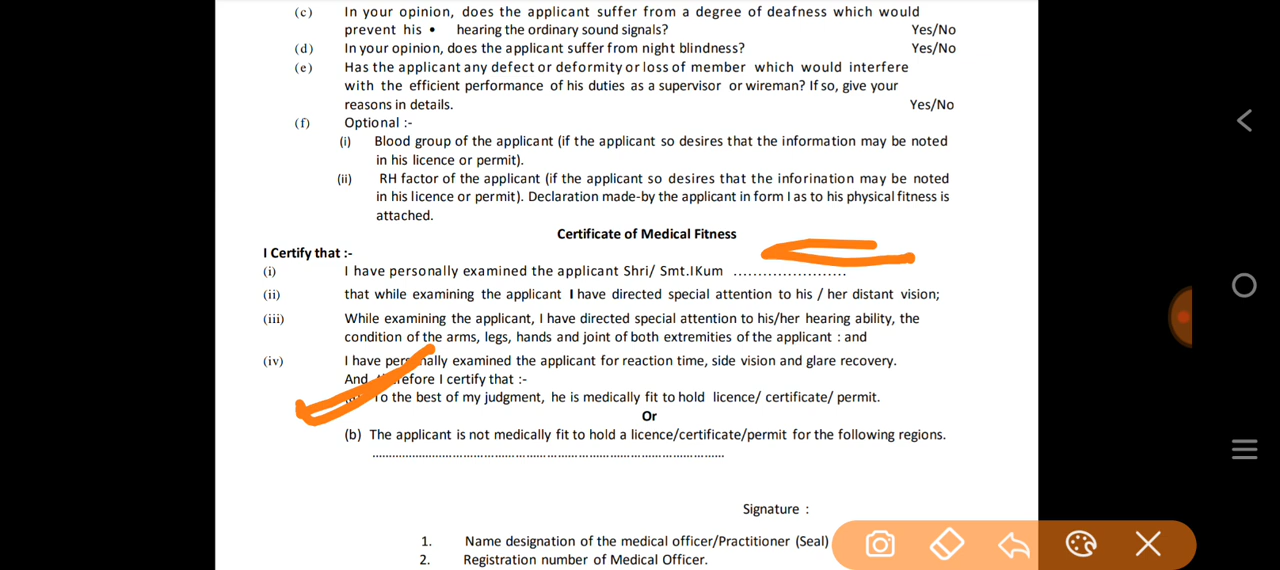 (c) In your opinion, does the applicant suffer from a degree of deafness which would
prevent his • hearing the ordinary sound signals? Yes/No
(d) In your opinion, does the applicant suffer from night blindness? Yes/No
(e) Has the applicant any defect or deformity or loss of member which would interfere
with the efficient performance of his duties as a supervisor or wireman? If so, give your
reasons in details. Yes/No
(f) Optional :-
(i) Blood group of the applicant (if the applicant so desires that the information may be noted
in his licence or permit).
(ii) RH factor of the applicant (if the applicant so desires that the inforination may be noted
in his licence or permit). Declaration made-by the applicant in form I as to his physical fitness is
attached.
Certificate of Medical Fitness
I Certify that :-
(i) I have personally examined the applicant Shri/ Smt.IKum .......................
(ii) that while examining the applicant I have directed special attention to his / her distant vision;
(iii) While examining the applicant, I have directed special attention to his/her hearing ability, the
condition of the arms, legs, hands and joint of both extremities of the applicant : and
(iv) I have personally examined the applicant for reaction time, side vision and glare recovery.
And therefore I certify that :-
To the best of my judgment, he is medically fit to hold licence/ certificate/ permit.
Or
(b) The applicant is not medically fit to hold a licence/certificate/permit for the following regions.
........................................................................................
Signature :
1. Name designation of the medical officer/Practitioner (Seal)
2. Registration number of Medical Officer.